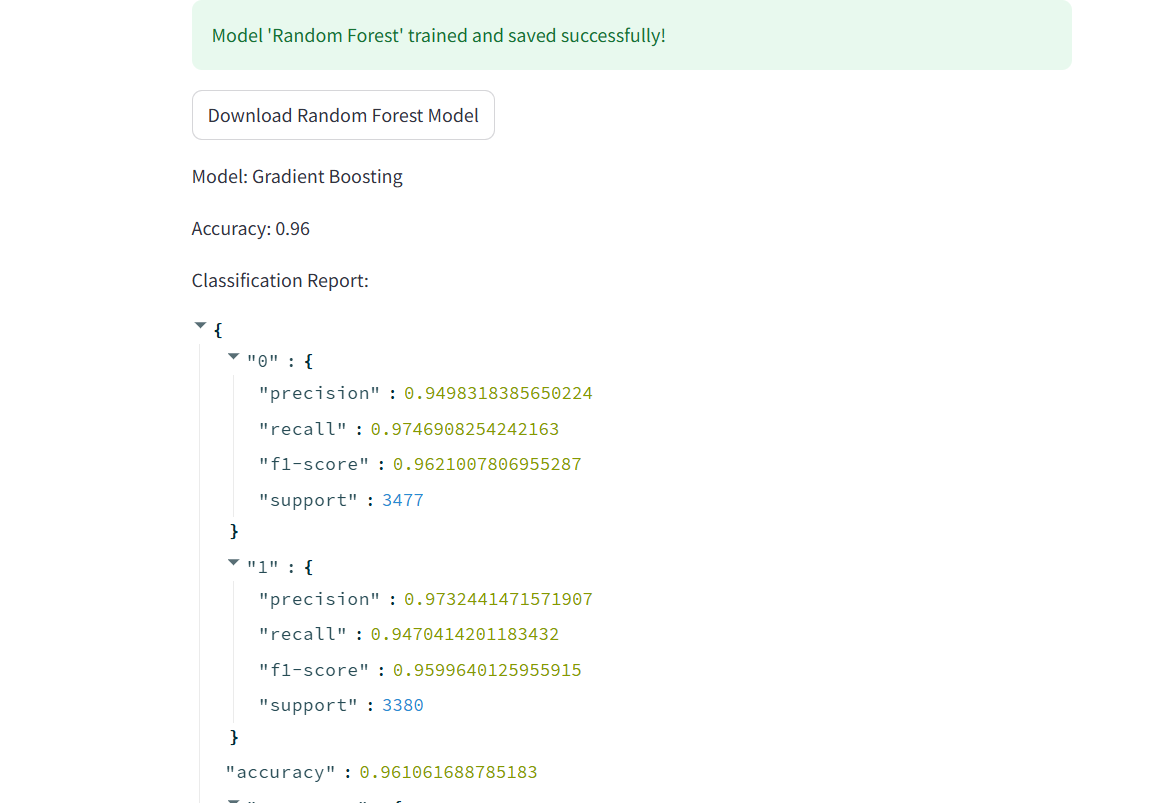 Model 'Random Forest' trained and saved successfully!
Download Random Forest Model
Model: Gradient Boosting
Accuracy: 0.96
Classification Report:
{
"0" : {
"precision" : 0.9498318385650224
"recall" : 0.9746908254242163
"f1-score" : 0.9621007806955287
"support" : 3477
}
"1" : {
"precision" : 0.9732441471571907
"recall" : 0.9470414201183432
"f1-score" : 0.9599640125955915
"support" : 3380
}
"accuracy" : 0.961061688785183